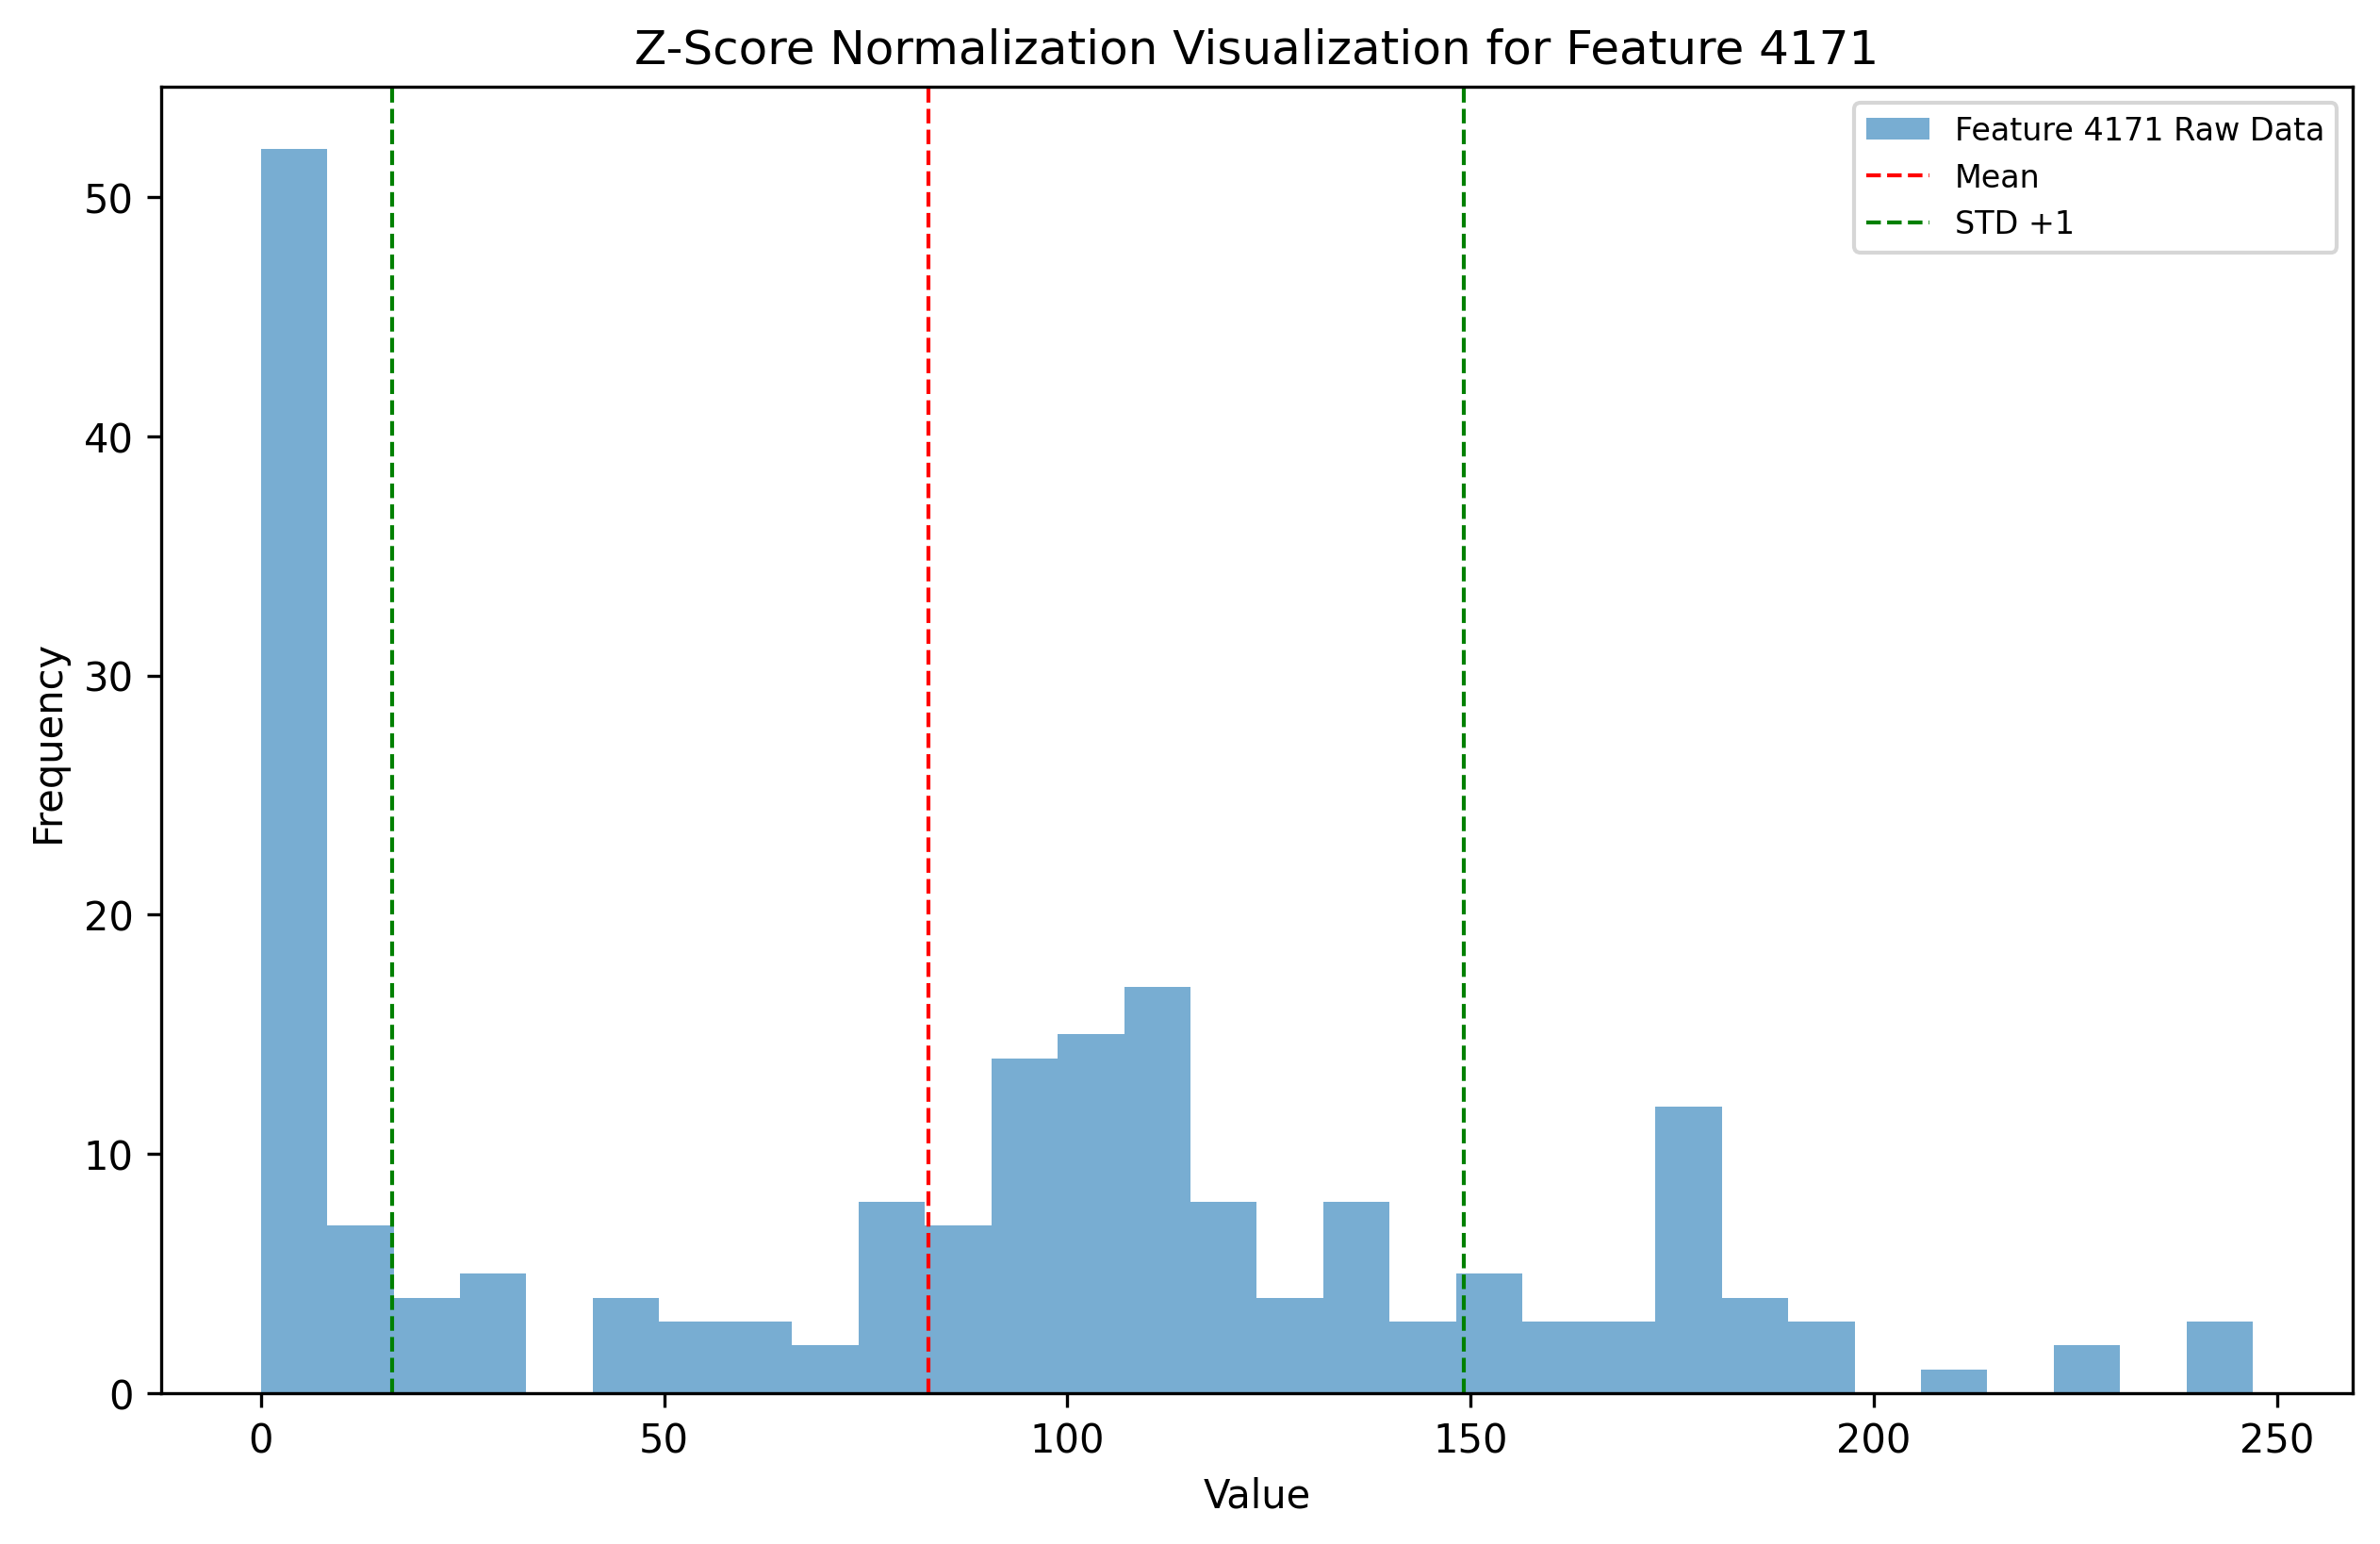 Z-Score Normalization Visualization for Feature 4171
Feature 4171 Raw Data
Mean
STD +1
Frequency
50
40
30
20
10
0
0 50 100 150 200 250
Value